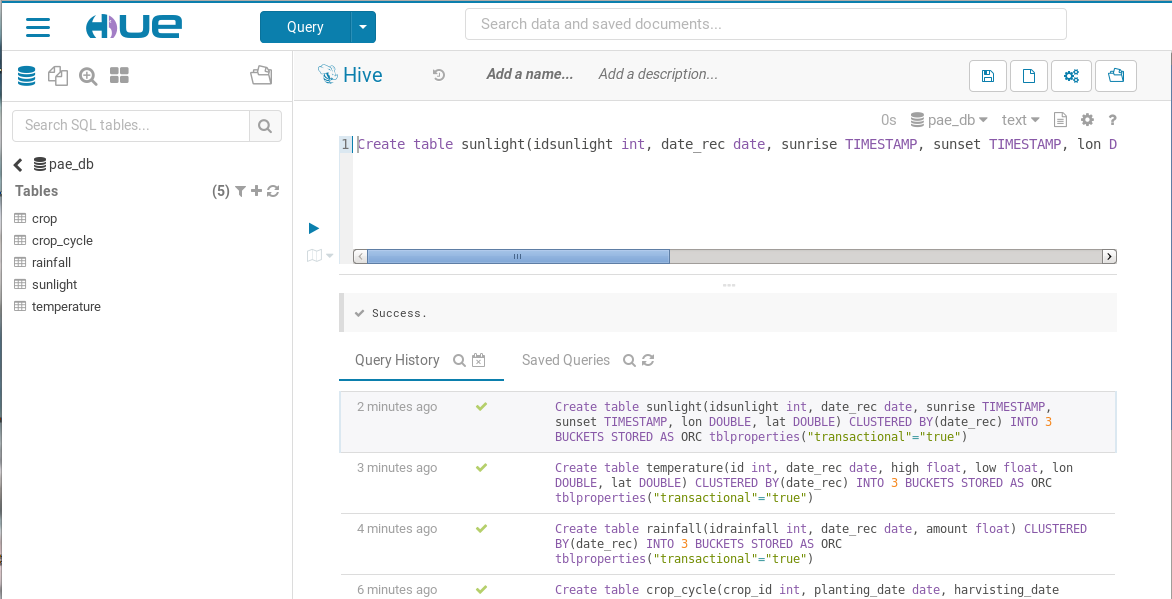 HUE
Query
Search data and saved documents...
Hive
Add a name...
Add a description...
Search SQL tables...
0s
pae_db
text
?
pae_db
1
Create table sunlight(idsunlight int, date_rec date, sunrise TIMESTAMP, sunset TIMESTAMP, lon D
Tables
(5)
crop
crop_cycle
rainfall
sunlight
temperature
Success.
Query History
Saved Queries
2 minutes ago
Create table sunlight(idsunlight int, date_rec date, sunrise TIMESTAMP,
sunset TIMESTAMP, lon DOUBLE, lat DOUBLE) CLUSTERED BY(date_rec) INTO 3
BUCKETS STORED AS ORC tblproperties("transactional"="true")
3 minutes ago
Create table temperature(id int, date_rec date, high float, low float, lon
DOUBLE, lat DOUBLE) CLUSTERED BY(date_rec) INTO 3 BUCKETS STORED AS ORC
tblproperties("transactional"="true")
4 minutes ago
Create table rainfall(idrainfall int, date_rec date, amount float) CLUSTERED
BY(date_rec) INTO 3 BUCKETS STORED AS ORC
tblproperties("transactional"="true")
6 minutes ago
Create table crop_cycle(crop_id int, planting_date date, harvisting_date